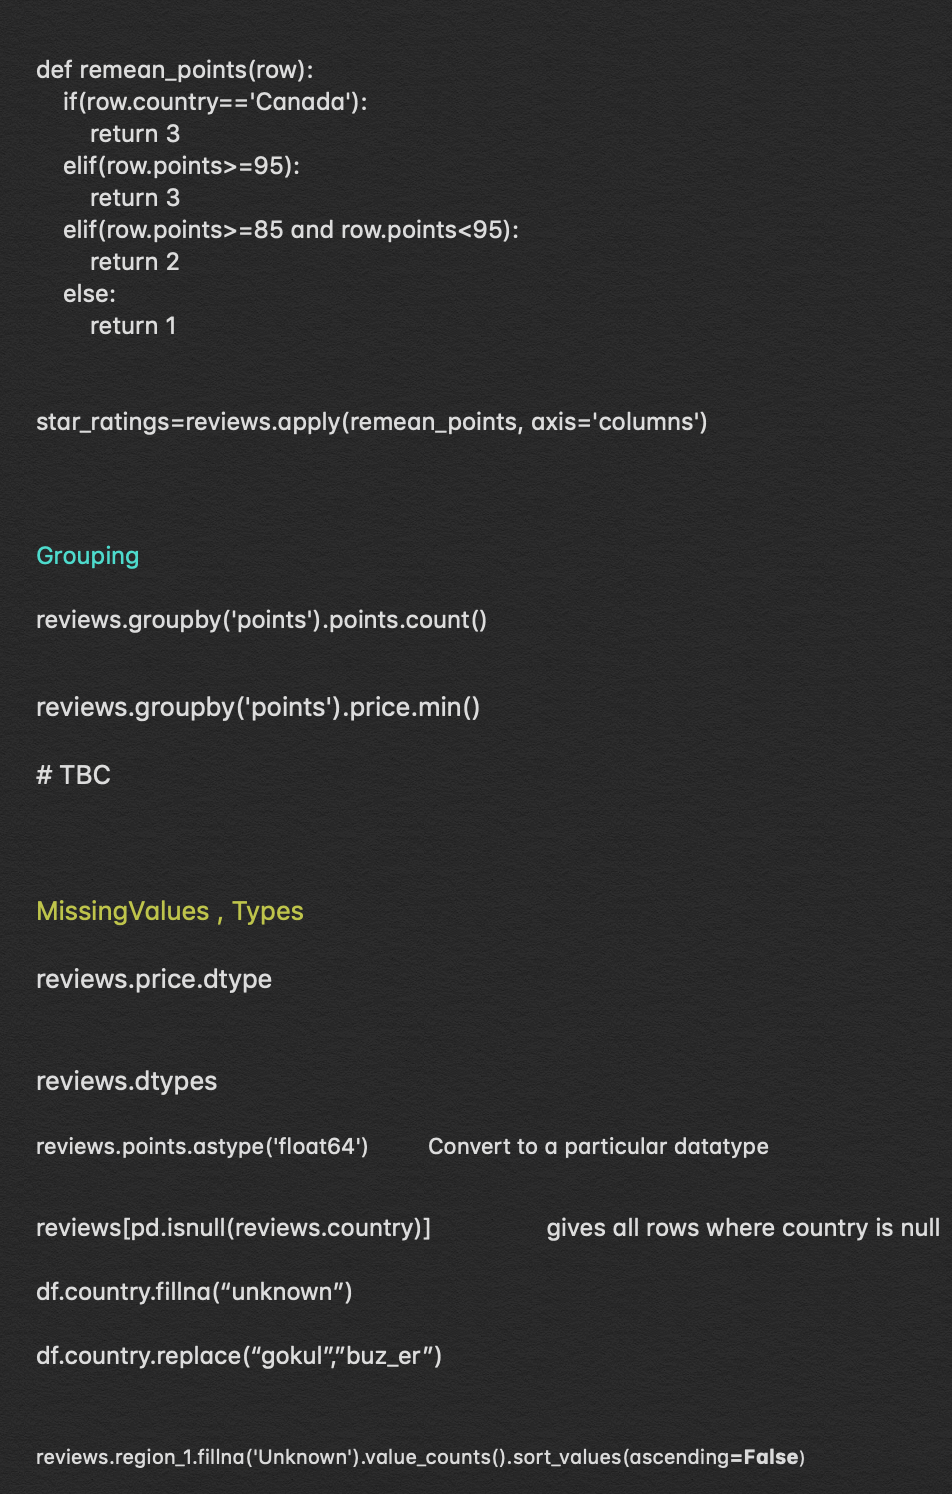 def remean_points(row):
if(row.country=='Canada'):
return 3
elif(row.points>=95):
return 3
elif(row.points>=85 and row.points<95):
return 2
else:
return 1
star_ratings=reviews.apply(remean_points, axis='columns')
Grouping
reviews.groupby('points').points.count()
reviews.groupby('points').price.min()
# TBC
MissingValues , Types
reviews.price.dtype
reviews.dtypes
reviews.points.astype('float64') Convert to a particular datatype
reviews[pd.isnull(reviews.country)] gives all rows where country is null
df.country.fillna(“unknown”)
df.country.replace(“gokul”,”buz_er”)
reviews.region_1.fillna('Unknown').value_counts().sort_values(ascending=False)